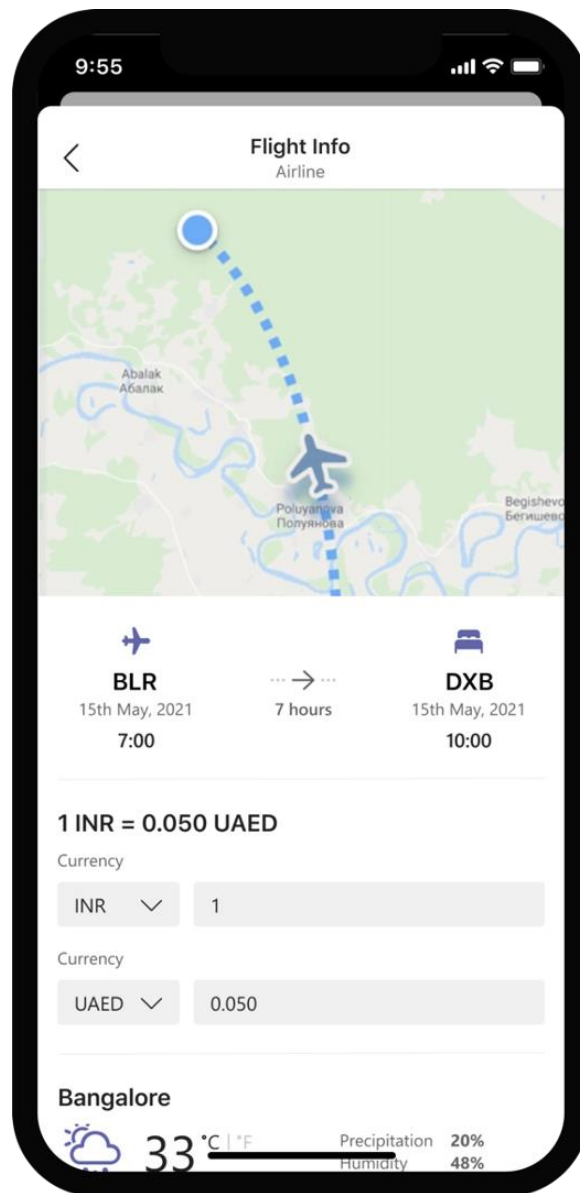 9:55
Flight Info
Airline
Abalak
Абалак
Poluyanova
Полуянова
Begishevo
Бегишево
BLR
15th May, 2021
7:00
7 hours
DXB
15th May, 2021
10:00
1 INR = 0.050 UAED
Currency
INR 1
Currency
UAED 0.050
Bangalore
33 °C | °F
Precipitation 20%
Humidity 48%